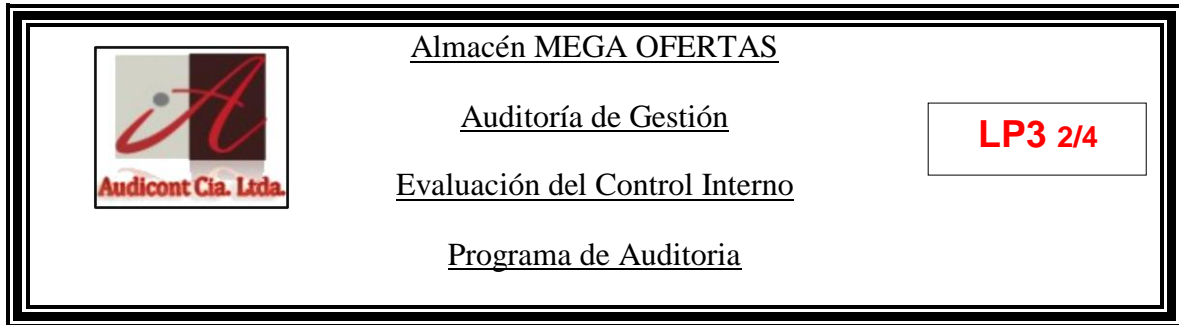 Almacén MEGA OFERTAS
Auditoría de Gestión
LP3 2/4
Evaluación del Control Interno
Programa de Auditoria
iA
Audicont Cia. Ltda.